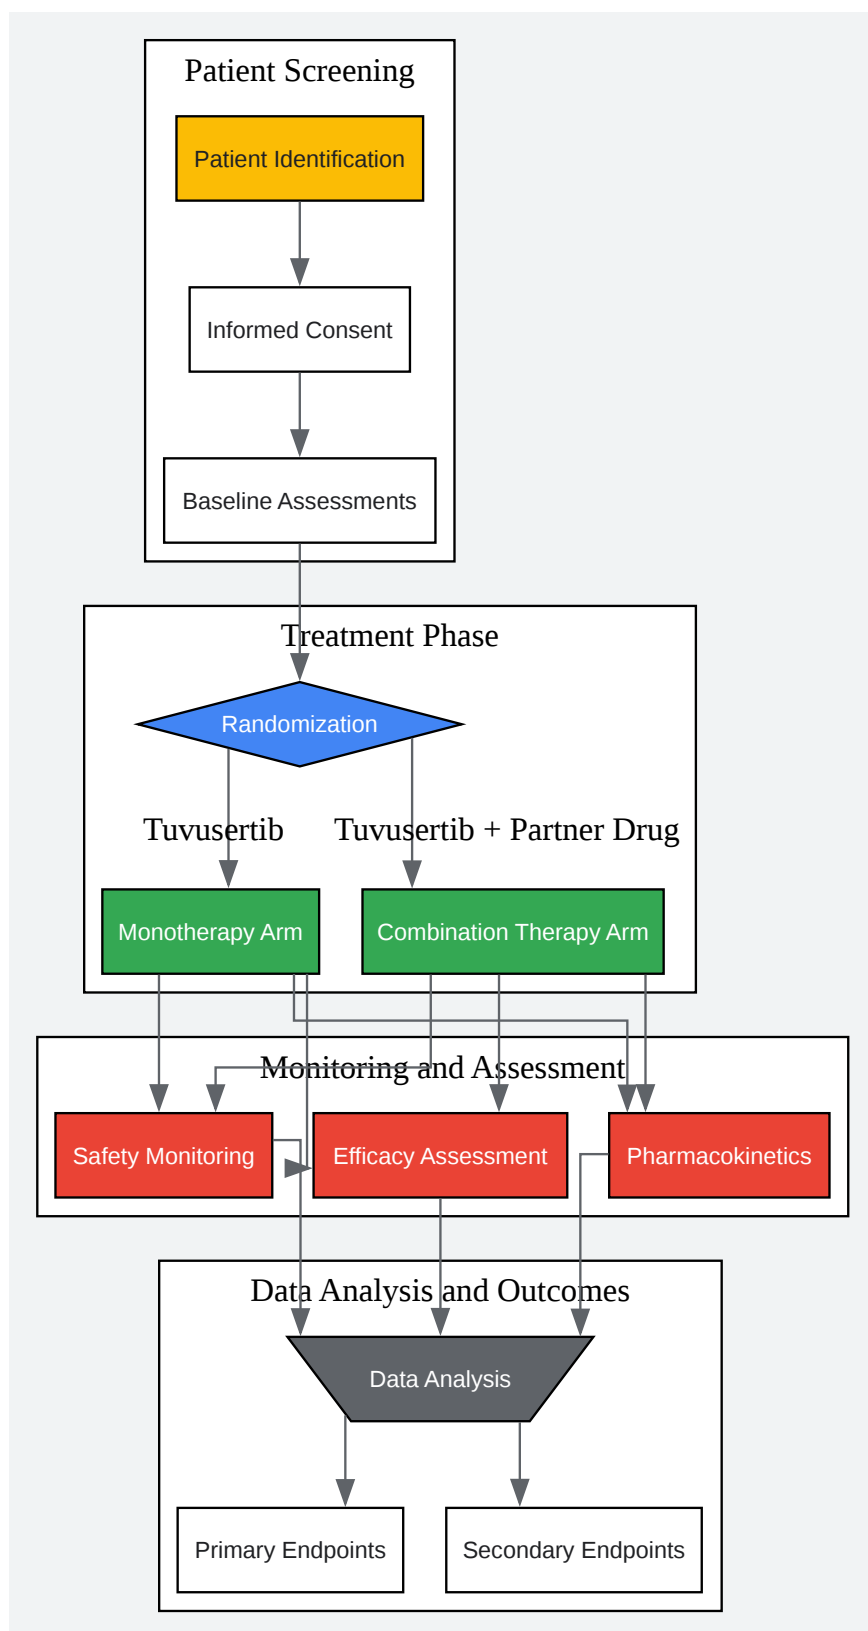 Patient Screening
Patient Identification
Informed Consent
Baseline Assessments
Treatment Phase
Randomization
Tuvusertib
Tuvusertib + Partner Drug
Monotherapy Arm
Combination Therapy Arm
Monitoring and Assessment
Safety Monitoring
Efficacy Assessment
Pharmacokinetics
Data Analysis and Outcomes
Data Analysis
Primary Endpoints
Secondary Endpoints